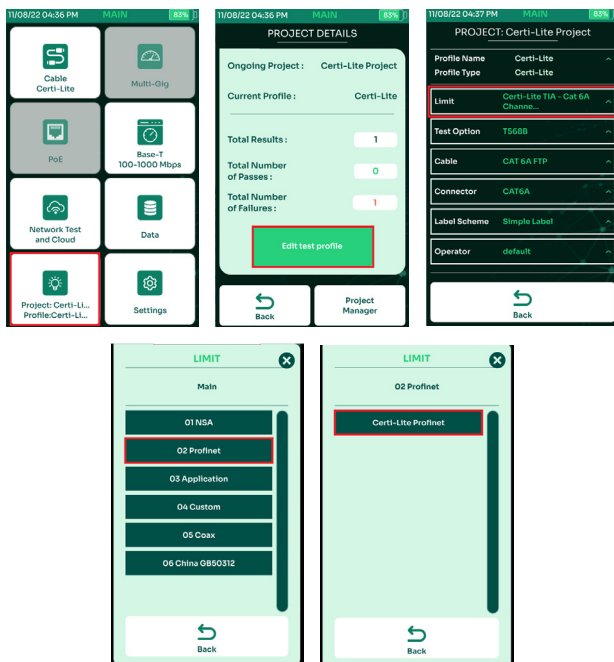 11/08/22 04:36 PM MAIN 83%
Cable
Certi-Lite
Multi-Gig
PoE
Base-T
100-1000 Mbps
Network Test
and Cloud
Data
Project: Certi-Li...
Profile:Certi-Li...
Settings
11/08/22 04:36 PM MAIN 83%
PROJECT DETAILS
Ongoing Project : Certi-Lite Project
Current Profile : Certi-Lite
Total Results : 1
Total Number
of Passes : 0
Total Number
of Failures : 1
Edit test profile
Back
Project
Manager
11/08/22 04:37 PM MAIN 83%
PROJECT: Certi-Lite Project
Profile Name Certi-Lite
Profile Type Certi-Lite
Limit Certi-Lite TIA - Cat 6A
Channe...
Test Option T568B
Cable CAT 6A FTP
Connector CAT6A
Label Scheme Simple Label
Operator default
Back
LIMIT
Main
01 NSA
02 Profinet
03 Application
04 Custom
05 Coax
06 China GB50312
Back
LIMIT
02 Profinet
Certi-Lite Profinet
Back